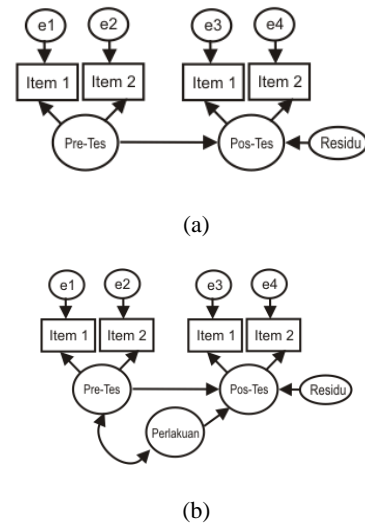 e1 e2 e3 e4
Item 1 Item 2 Item 1 Item 2
Pre-Tes Pos-Tes Residu
(a)
e1 e2 e3 e4
Item 1 Item 2 Item 1 Item 2
Pre-Tes Pos-Tes Residu
Perlakuan
(b)